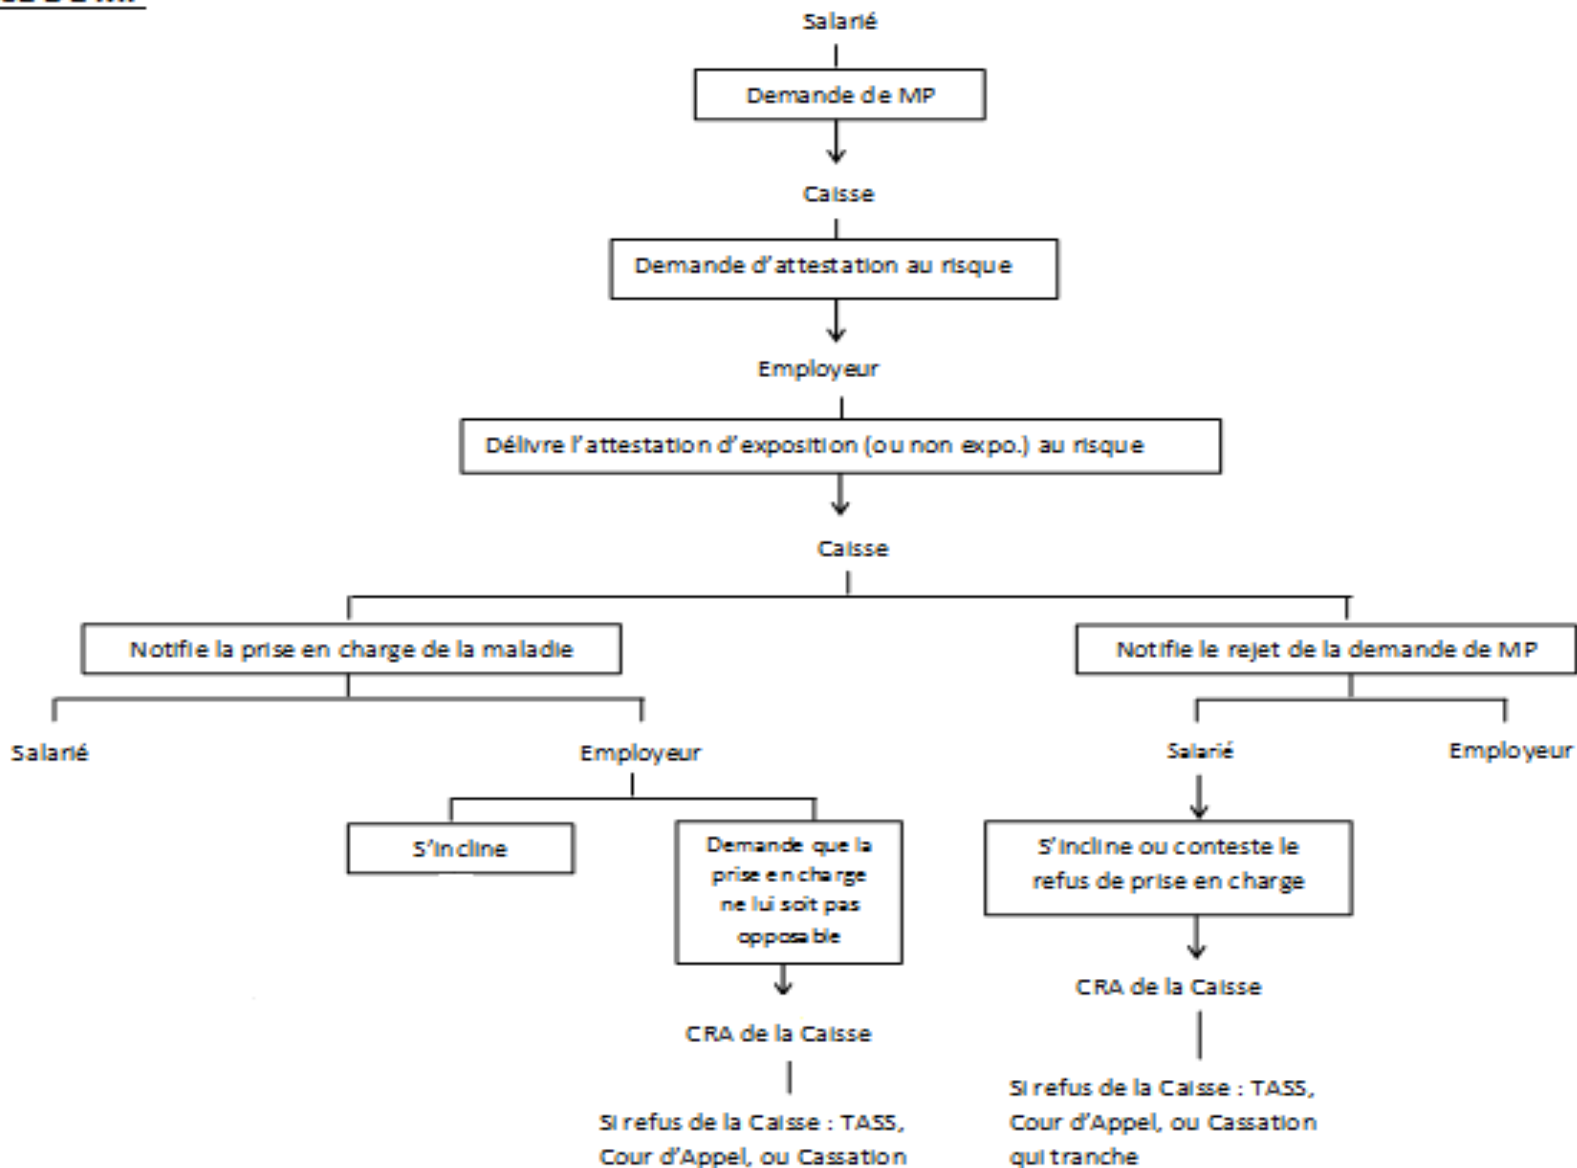 Salarié
Demande de MP
Caisse
Demande d'attestation au risque
Employeur
Délivre l'attestation d'exposition (ou non expo.) au risque
Caisse
Notifie la prise en charge de la maladie
Notifie le rejet de la demande de MP
Salarié
Employeur
Salarié
Employeur
S'incline
Demande que la
prise en charge
ne lui soit pas
opposable
S'incline ou conteste le
refus de prise en charge
CRA de la Caisse
CRA de la Caisse
Si refus de la Caisse : TASS,
Cour d'Appel, ou Cassation
Si refus de la Caisse : TASS,
Cour d'Appel, ou Cassation
qui tranche